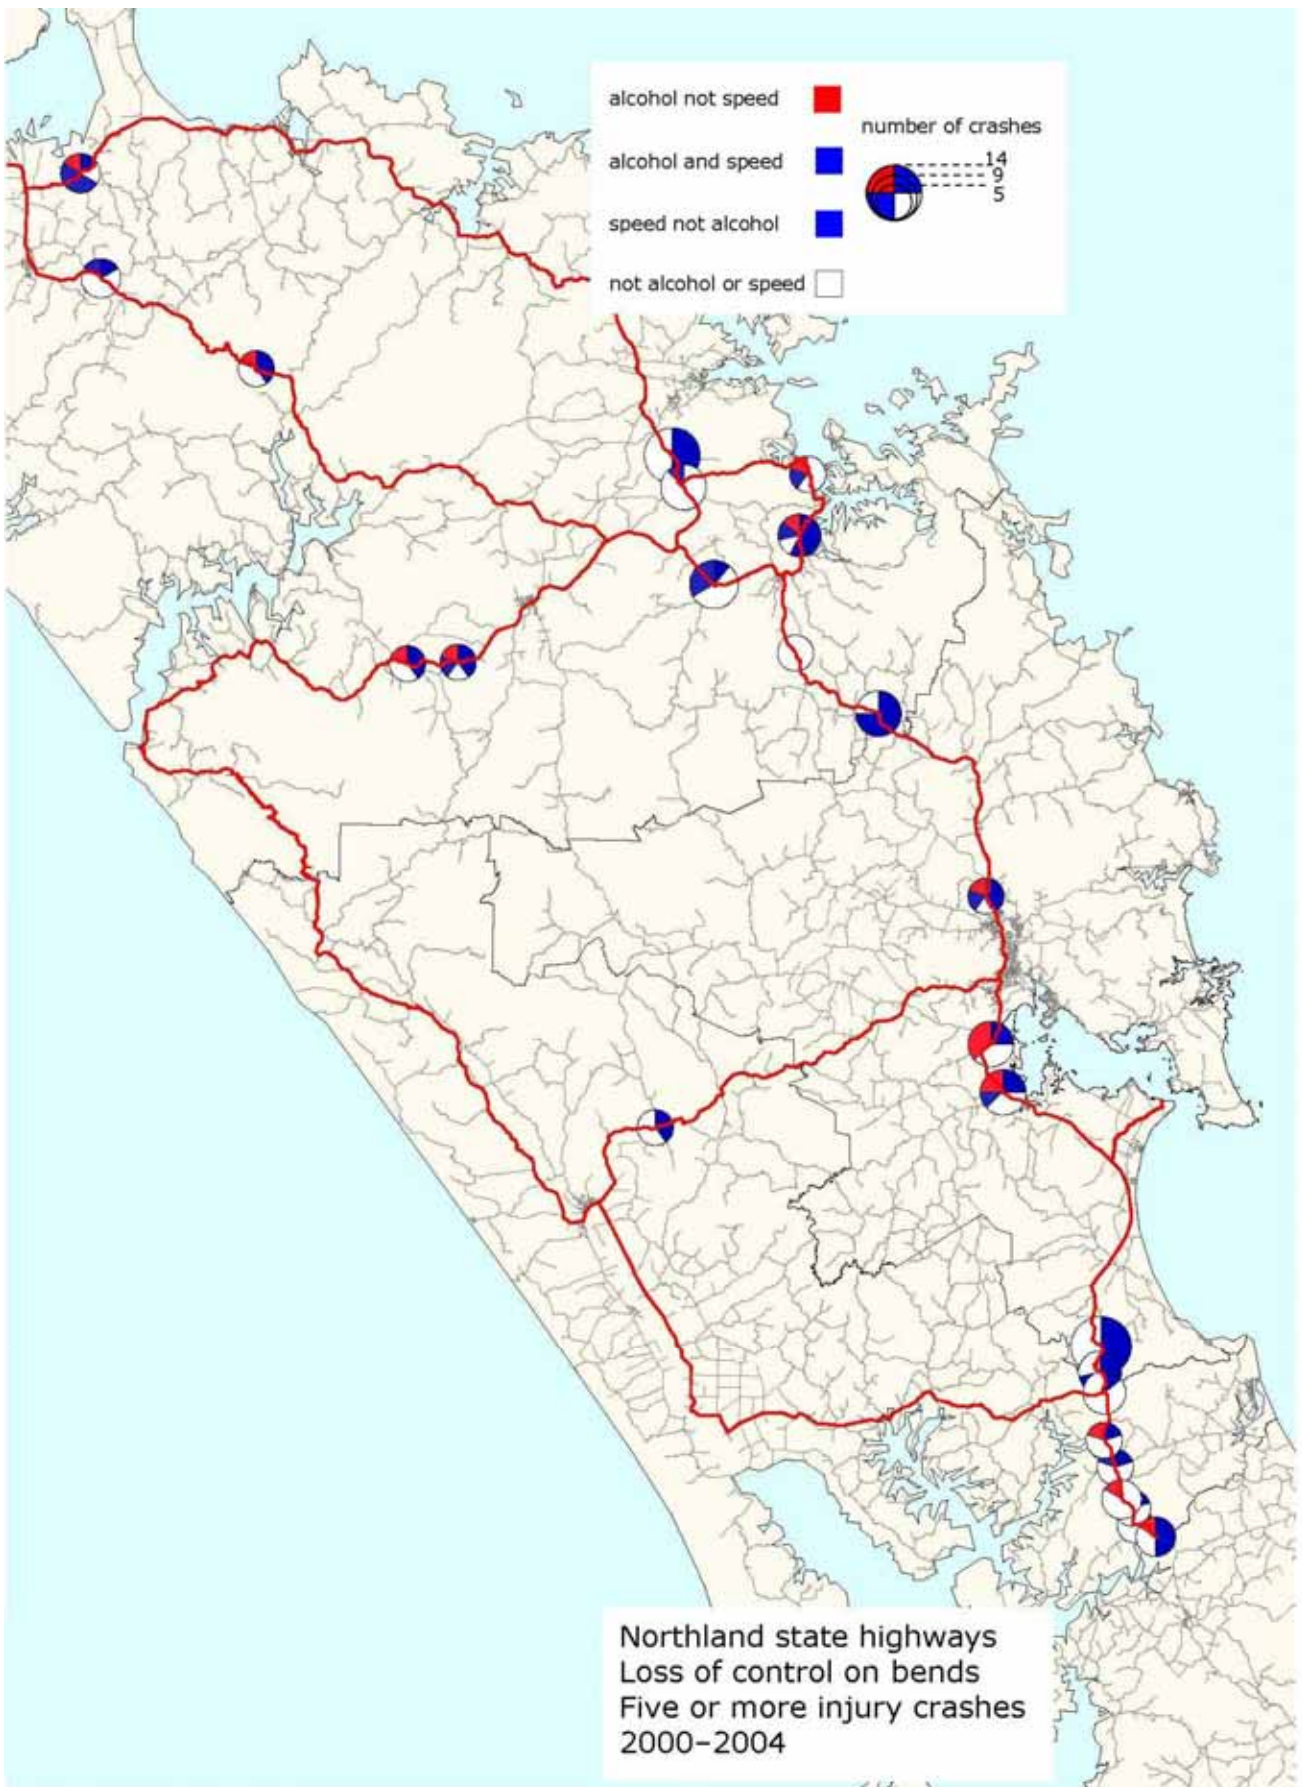 alcohol not speed
alcohol and speed
speed not alcohol
not alcohol or speed
number of crashes
14
9
5
Northland state highways
Loss of control on bends
Five or more injury crashes
2000–2004